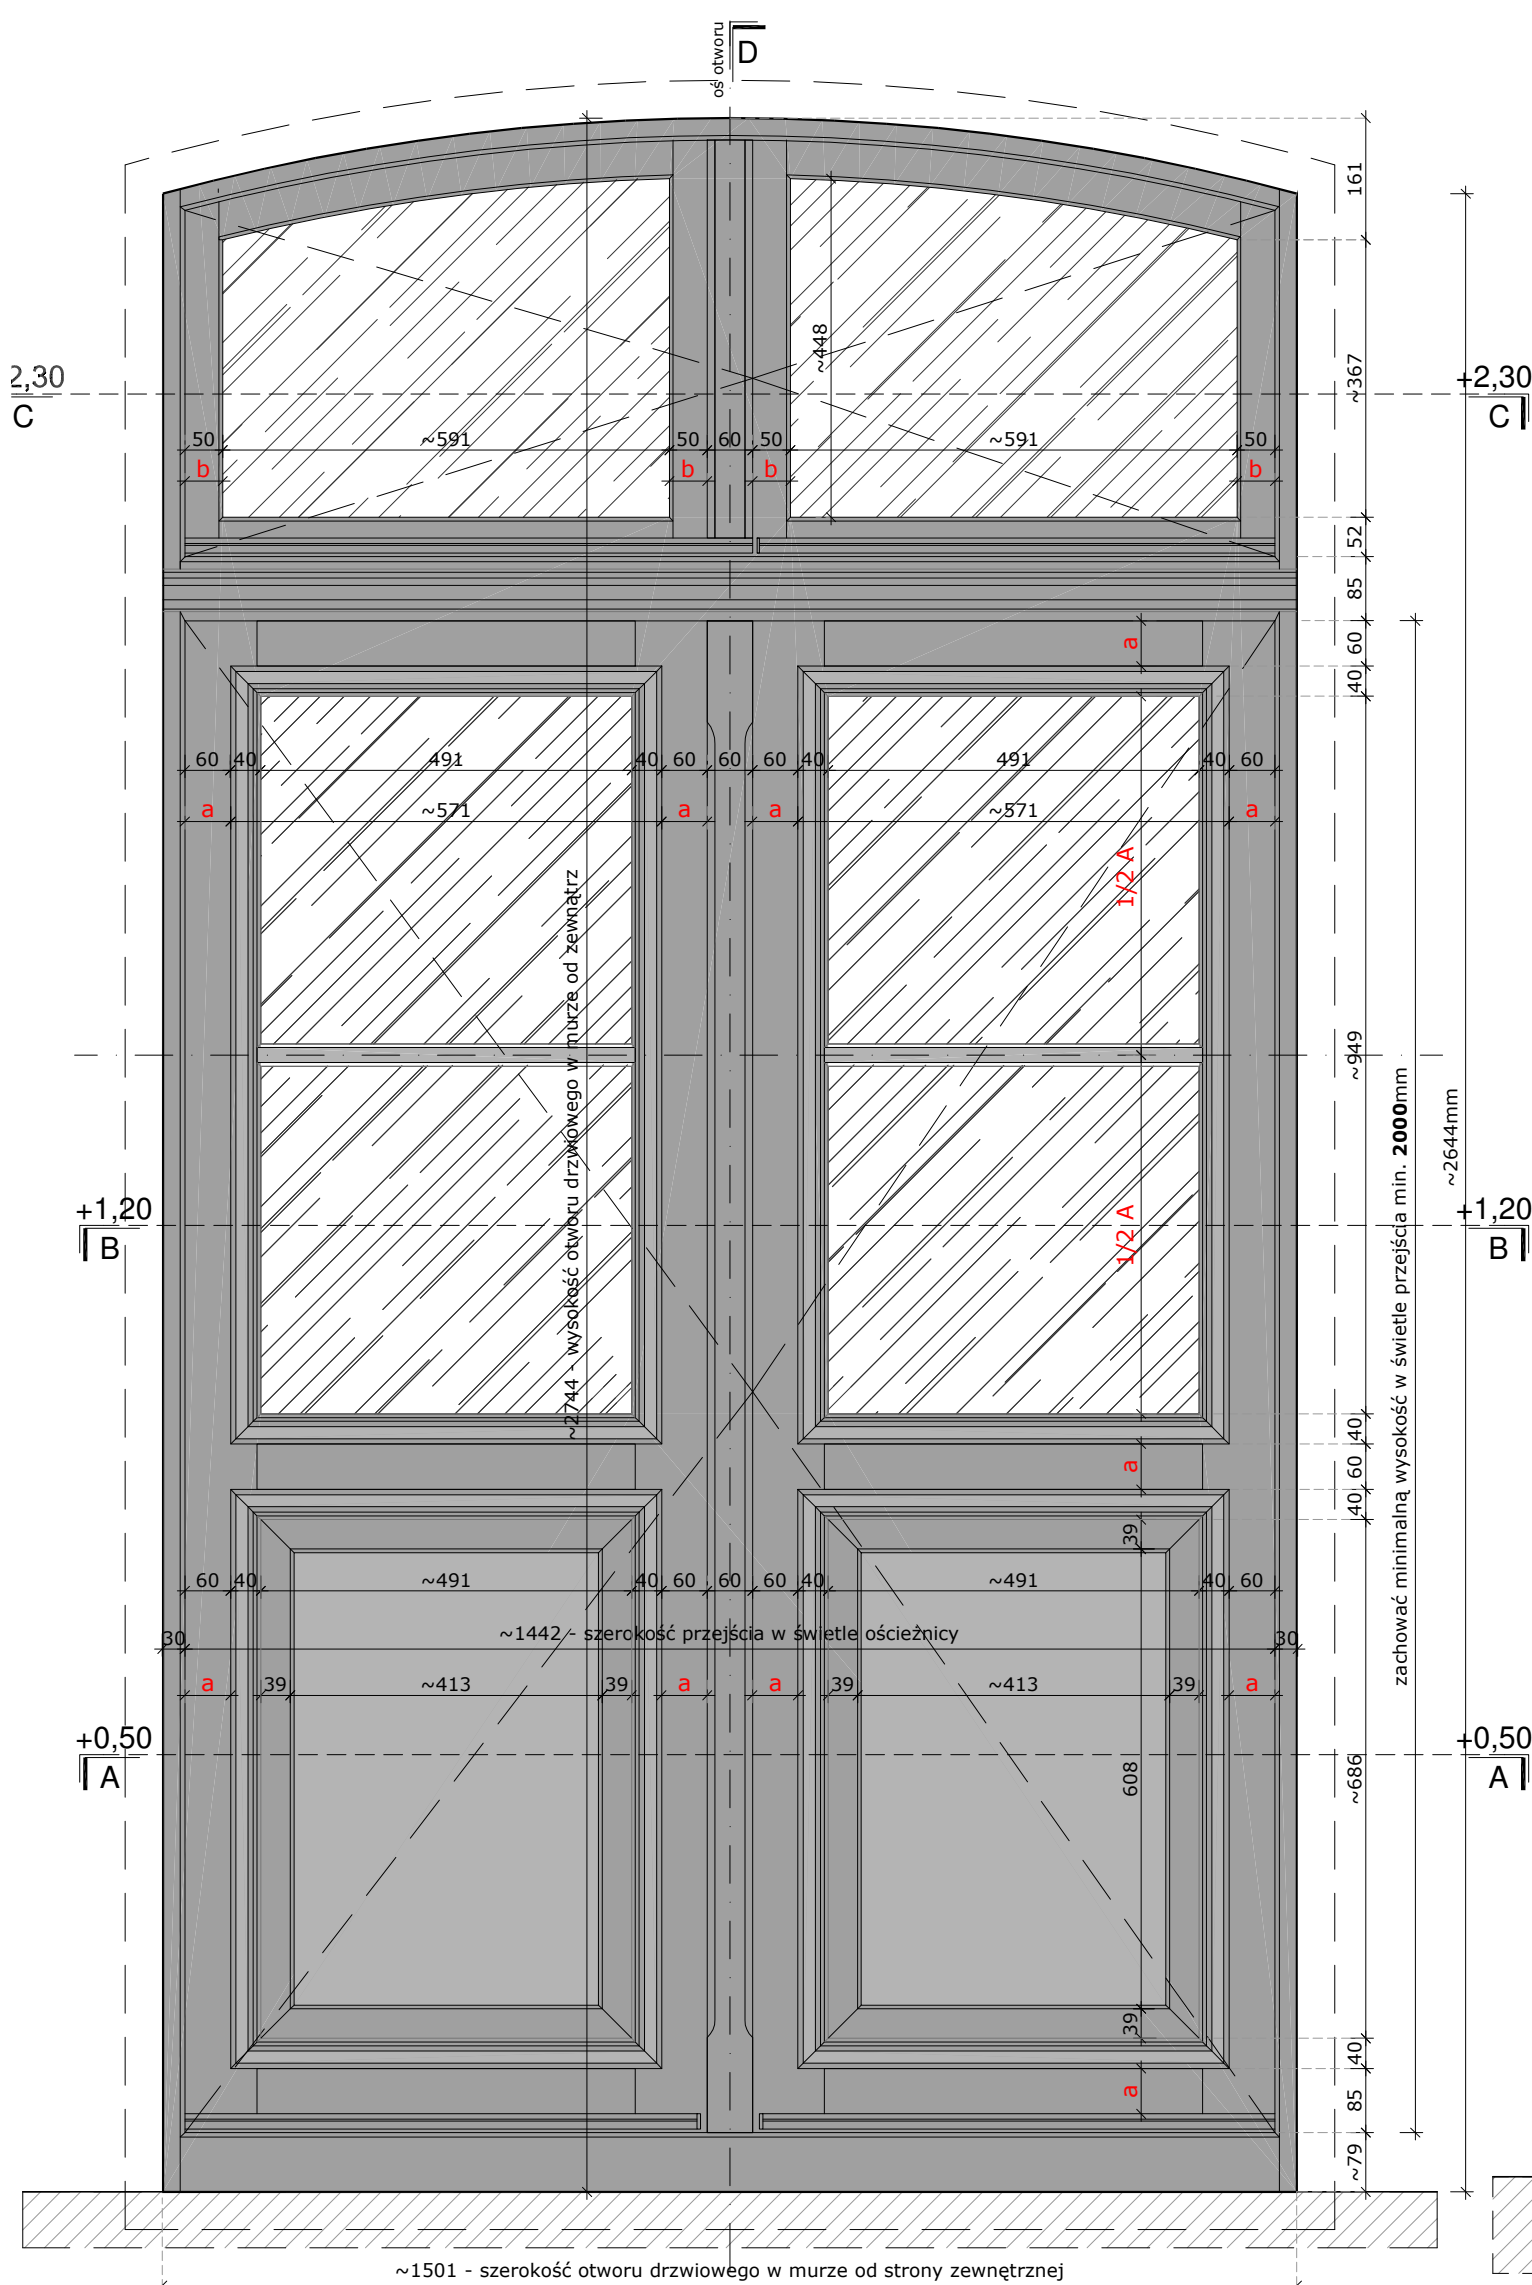 oś otworu
D
161
2,30
C
~448
~367
+2,30
C
50
~591
50
60
50
~591
50
b
b
b
b
52
85
a
60
40
60
40
491
40
60
60
60
40
491
40
60
a
~571
a
a
~571
a
1/2 A
~2744 - wysokość otworu drzwiowego w murze od zewnątrz
~949
zachować minimalną wysokość w świetle przejścia min. 2000mm
~2644mm
+1,20
B
1/2 A
+1,20
B
40
a
60
40
39
60
40
~491
40
60
60
60
40
~491
40
60
30
~1442 - szerokość przejścia w świetle ościeżnicy
30
a
39
~413
39
a
a
39
~413
39
a
+0,50
A
608
~686
+0,50
A
39
40
a
85
~79
~1501 - szerokość otworu drzwiowego w murze od strony zewnętrznej